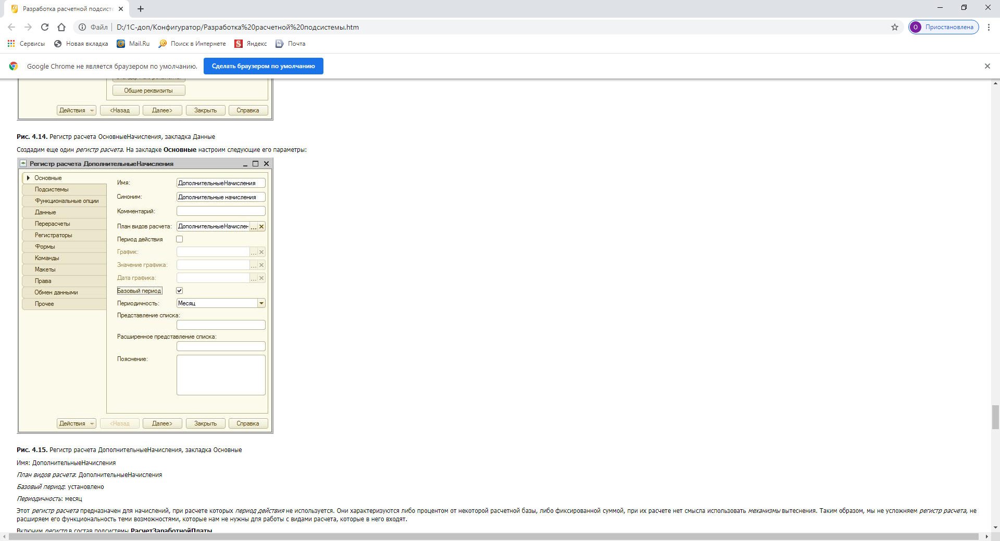 Разработка расчетной подсисте
Файл
D:/1С-доп/Конфигуратор/Разработка%20расчетной%20подсистемы.htm
О Приостановлена
Сервисы
Новая вкладка
Mail.Ru
Поиск в Интернете
Яндекс
Почта
Google Chrome не является браузером по умолчанию.
Сделать браузером по умолчанию
Общие реквизиты
Действия
<Назад
Далее>
Закрыть
Справка
Рис. 4.14. Регистр расчета ОсновныеНачисления, закладка Данные
Создадим еще один регистр расчета. На закладке Основные настроим следующие его параметры:
Регистр расчета ДополнительныеНачисления
Основные
Подсистемы
Функциональные опции
Данные
Перерасчеты
Регистраторы
Формы
Команды
Макеты
Права
Обмен данными
Прочее
Имя: ДополнительныеНачисления
Синоним: Дополнительные начисления
Комментарий:
План видов расчета: ДополнительныеНачислен ...
Период действия
График: ...
Значение графика: ...
Дата графика: ...
Базовый период
Периодичность: Месяц
Представление списка:
Расширенное представление списка:
Пояснение:
Действия
<Назад
Далее>
Закрыть
Справка
Рис. 4.15. Регистр расчета ДополнительныеНачисления, закладка Основные
Имя: ДополнительныеНачисления
План видов расчета: ДополнительныеНачисления
Базовый период: установлено
Периодичность: месяц
Этот регистр расчета предназначен для начислений, при расчете которых период действия не используется. Они характеризуются либо процентом от некоторой расчетной базы, либо фиксированной суммой, при их расчете нет смысла использовать механизмы вытеснения. Таким образом, мы не усложняем регистр расчета, не
расширяем его функциональность теми возможностями, которые нам не нужны для работы с видами расчета, которые в него входят.
Включим регистр в состав подсистемы РасчетЗаработнойПлаты